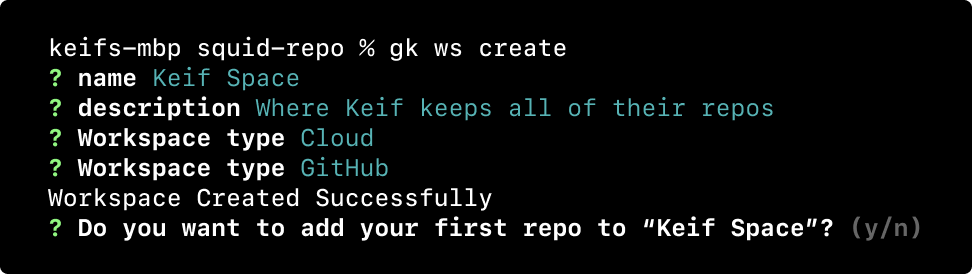 keifs-mbp squid-repo % gk ws create
? name Keif Space
? description Where Keif keeps all of their repos
? Workspace type Cloud
? Workspace type GitHub
Workspace Created Successfully
? Do you want to add your first repo to “Keif Space”? (y/n)